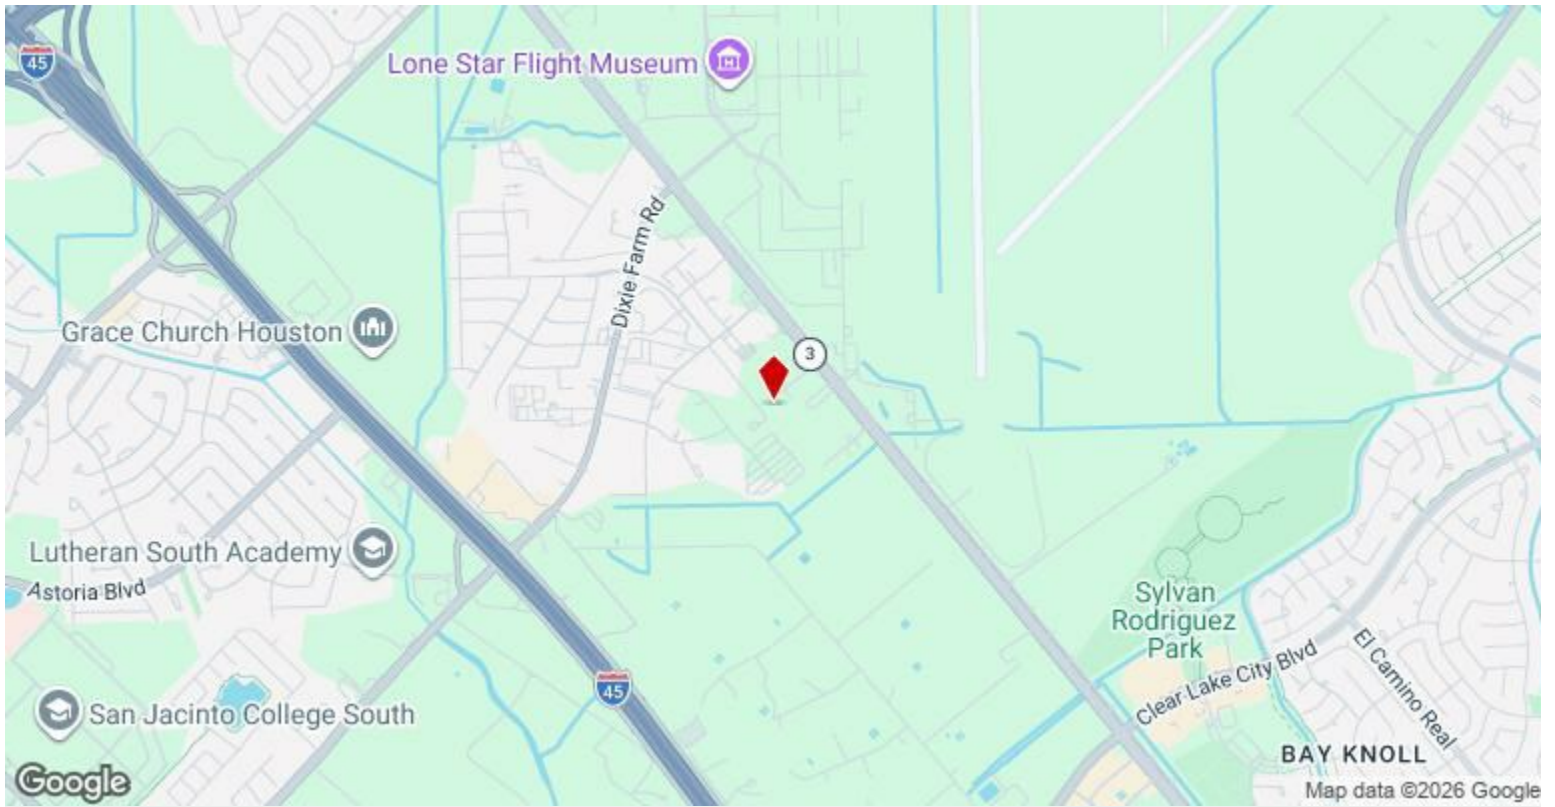 45
Lone Star Flight Museum
Dixie Farm Rd
Grace Church Houston
3
Lutheran South Academy
Astoria Blvd
Sylvan
Rodriguez
Park
El Camino Real
Clear Lake City Blvd
45
San Jacinto College South
BAY KNOLL
Google
Map data ©2026 Google